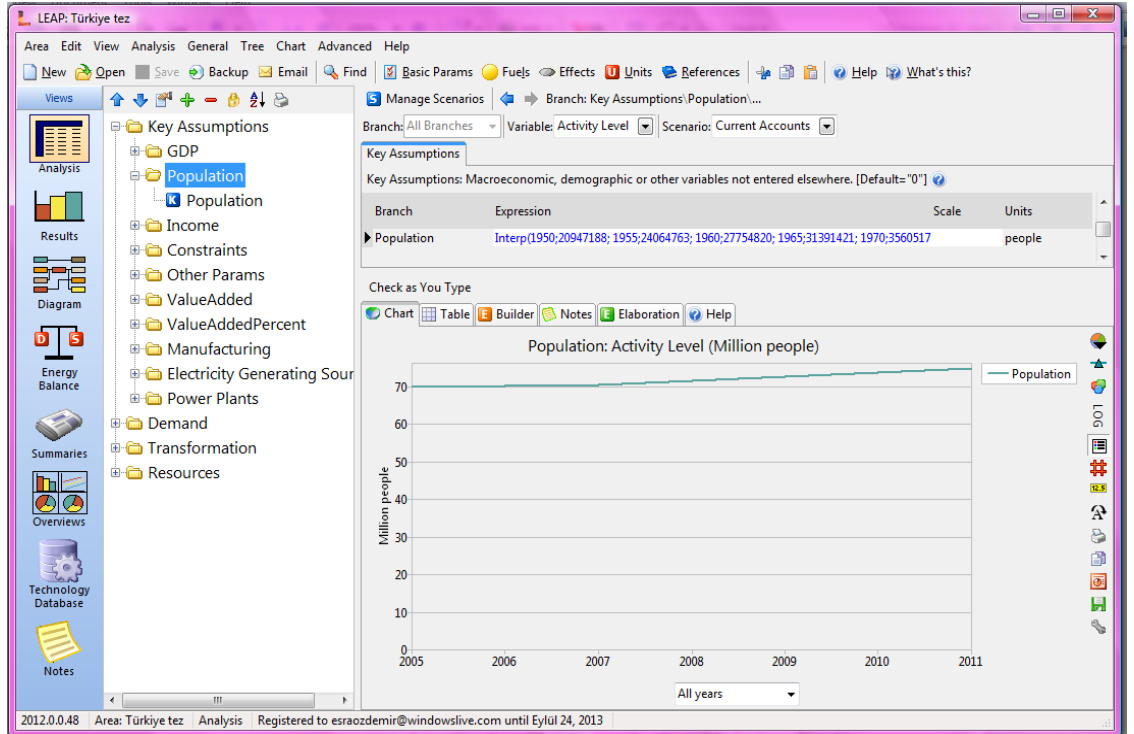 LEAP: Türkiye tez
Area Edit View Analysis General Tree Chart Advanced Help
New Open Save Backup Email Find Basic Params Fuels Effects Units References Help What's this?
Views
Analysis
Results
Diagram
Energy Balance
Summaries
Overviews
Technology Database
Notes
Key Assumptions
GDP
Population
Population
Income
Constraints
Other Params
ValueAdded
ValueAddedPercent
Manufacturing
Electricity Generating Sour
Power Plants
Demand
Transformation
Resources
Manage Scenarios Branch: Key Assumptions\Population\...
Branch: All Branches Variable: Activity Level Scenario: Current Accounts
Key Assumptions
Key Assumptions: Macroeconomic, demographic or other variables not entered elsewhere. [Default="0"]
Branch Expression Scale Units
Population Interp(1950;20947188; 1955;24064763; 1960;27754820; 1965;31391421; 1970;3560517 people
Check as You Type
Chart Table Builder Notes Elaboration Help
Population: Activity Level (Million people)
Population
Million people
70
60
50
40
30
20
10
0
2005 2006 2007 2008 2009 2010 2011
All years
LOG
12.5
2012.0.0.48 Area: Türkiye tez Analysis Registered to esraozdemir@windowslive.com until Eylül 24, 2013